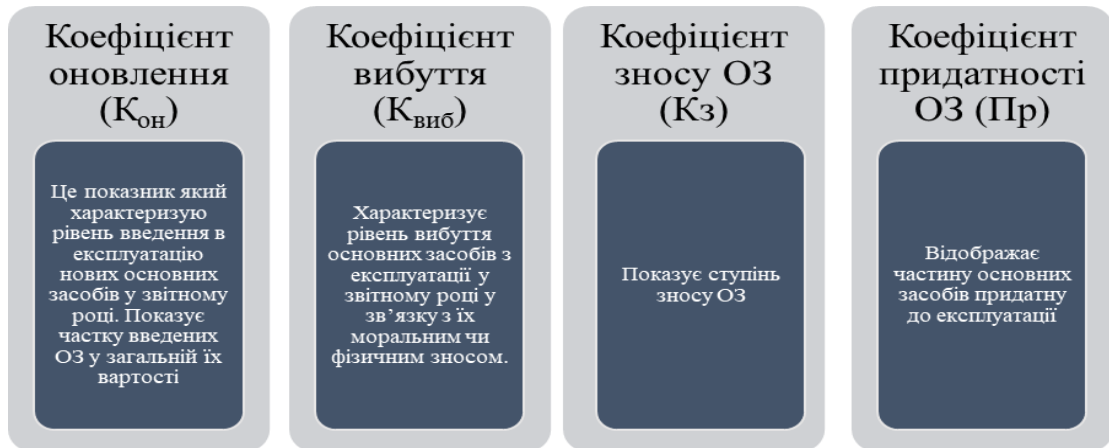 Коефіцієнт
оновлення
(Кон)
Це показник який
характеризую
рівень введення в
експлуатацію
нових основних
засобів у звітному
році. Показує
частку введених
ОЗ у загальній їх
вартості
Коефіцієнт
вибуття
(Квиб)
Характеризує
рівень вибуття
основних засобів з
експлуатації у
звітному році у
зв’язку з їх
моральним чи
фізичним зносом.
Коефіцієнт
зносу ОЗ
(Кз)
Показує ступінь
зносу ОЗ
Коефіцієнт
придатності
ОЗ (Пр)
Відображає
частину основних
засобів придатну
до експлуатації